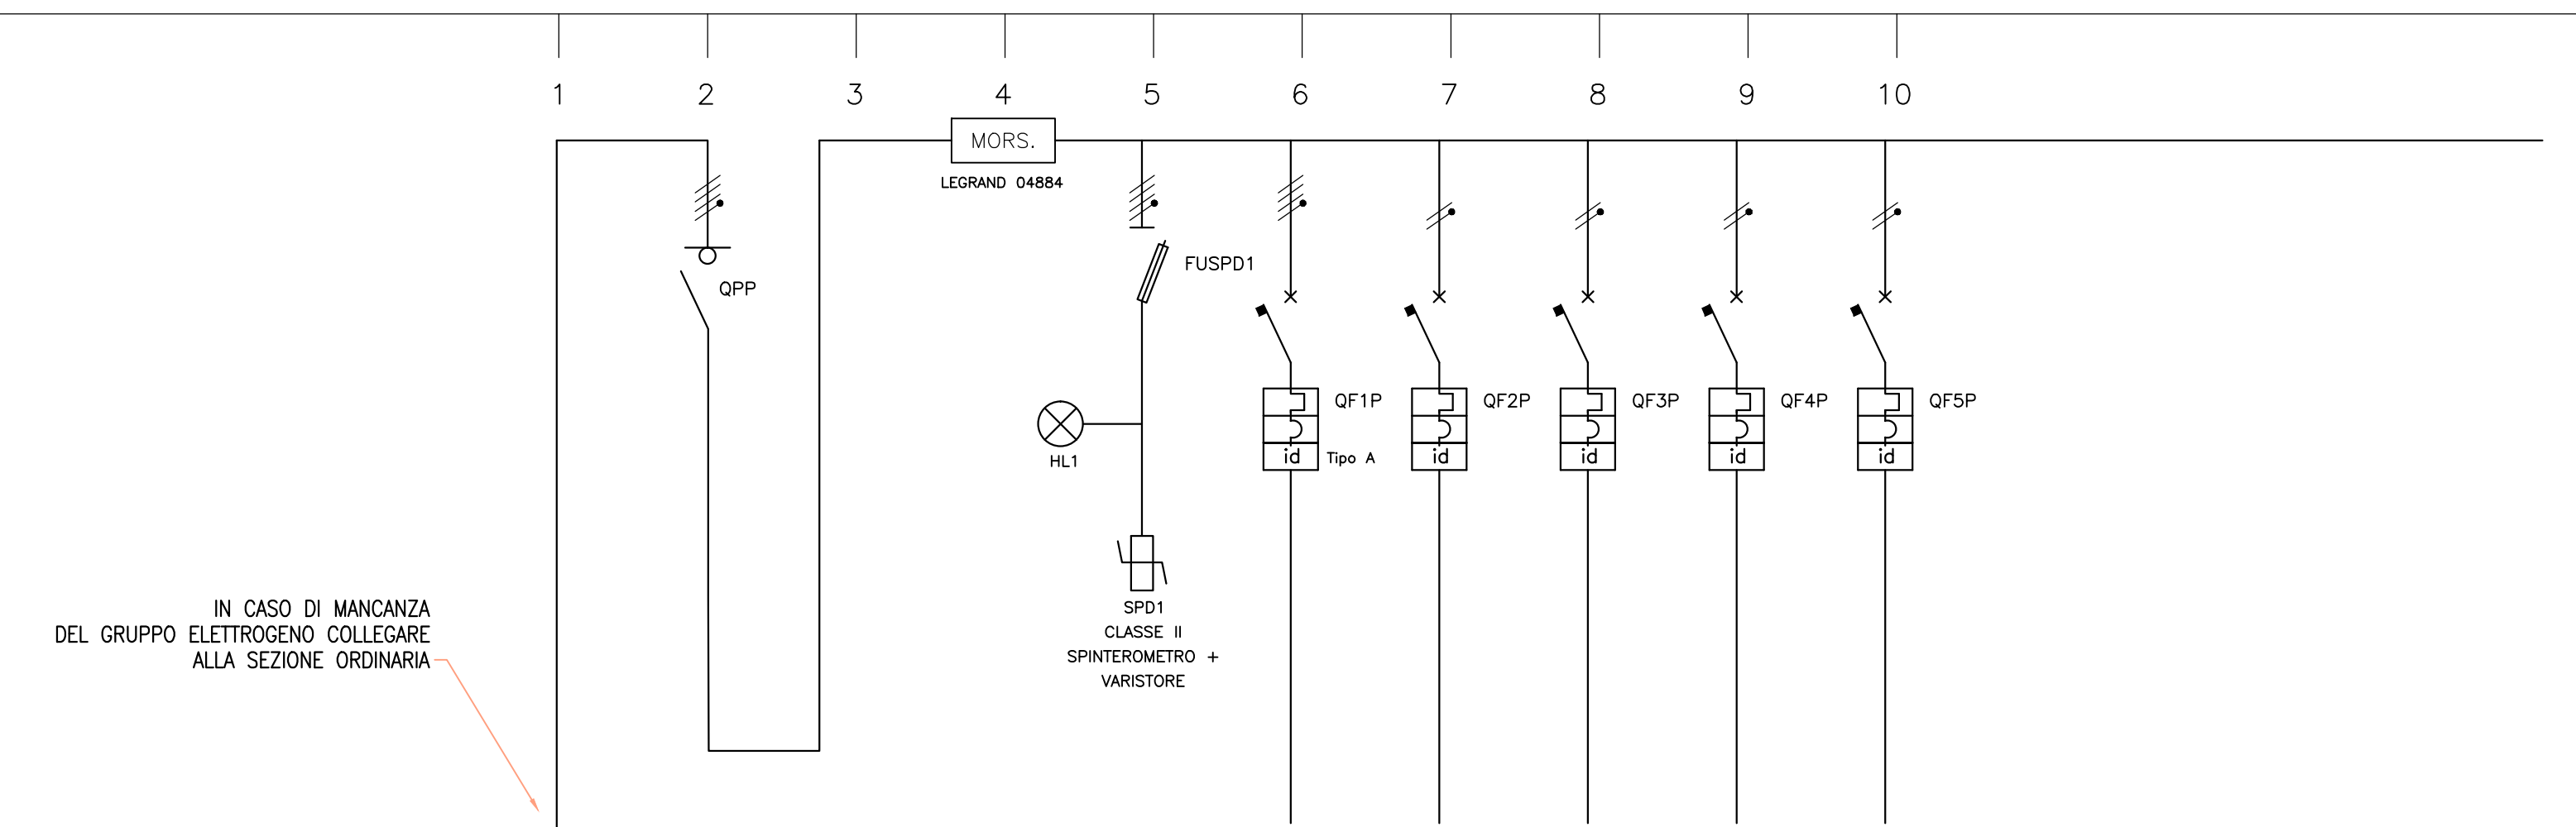 1 2 3 4 5 6 7 8 9 10
MORS.
LEGRAND 04884
QPP
FUSPD1
HL1
SPD1
CLASSE II
SPINTEROMETRO +
VARISTORE
QF1P
id Tipo A
QF2P
id
QF3P
id
QF4P
id
QF5P
id
IN CASO DI MANCANZA
DEL GRUPPO ELETTROGENO COLLEGARE
ALLA SEZIONE ORDINARIA